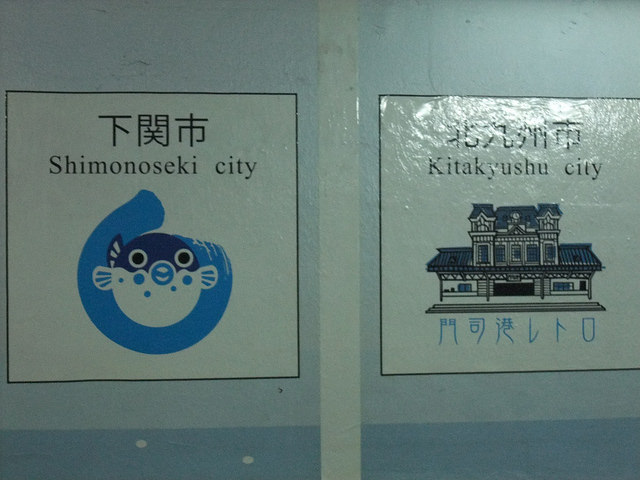 下関市
Shimonoseki city
北九州市
Kitakyushu city
門司港レトロ